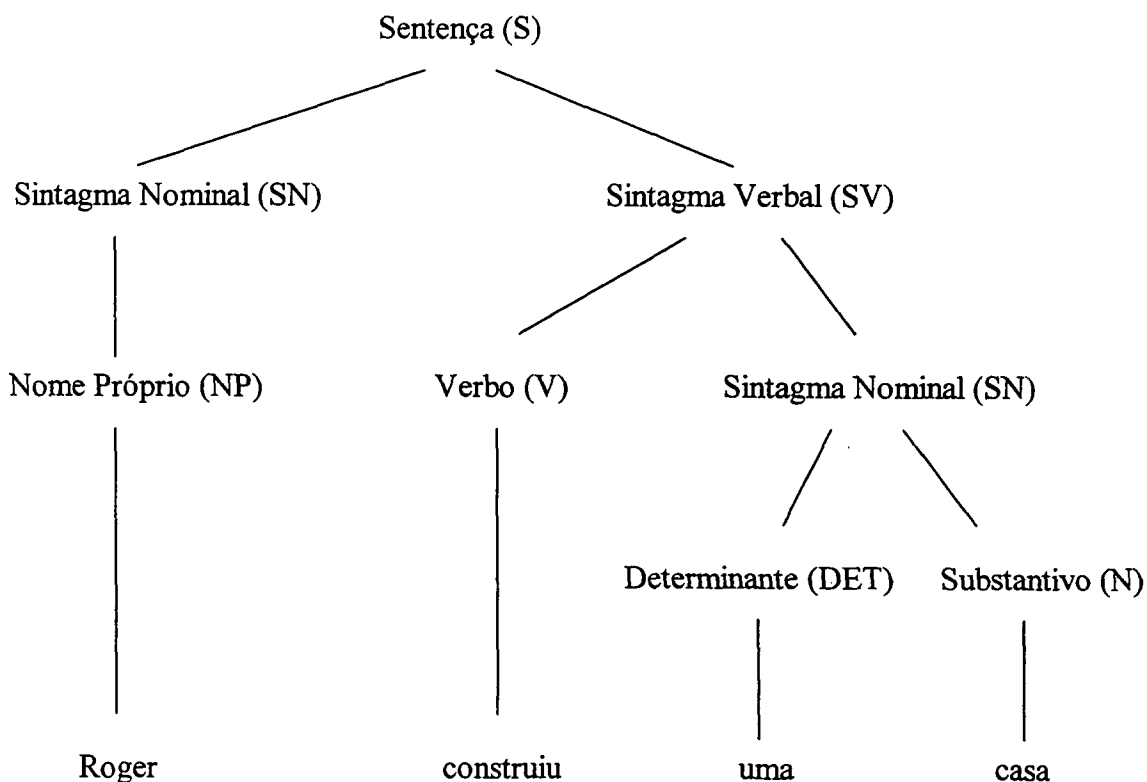 Sentença (S)
Sintagma Nominal (SN) Sintagma Verbal (SV)
Nome Próprio (NP) Verbo (V) Sintagma Nominal (SN)
Determinante (DET) Substantivo (N)
Roger construiu uma casa